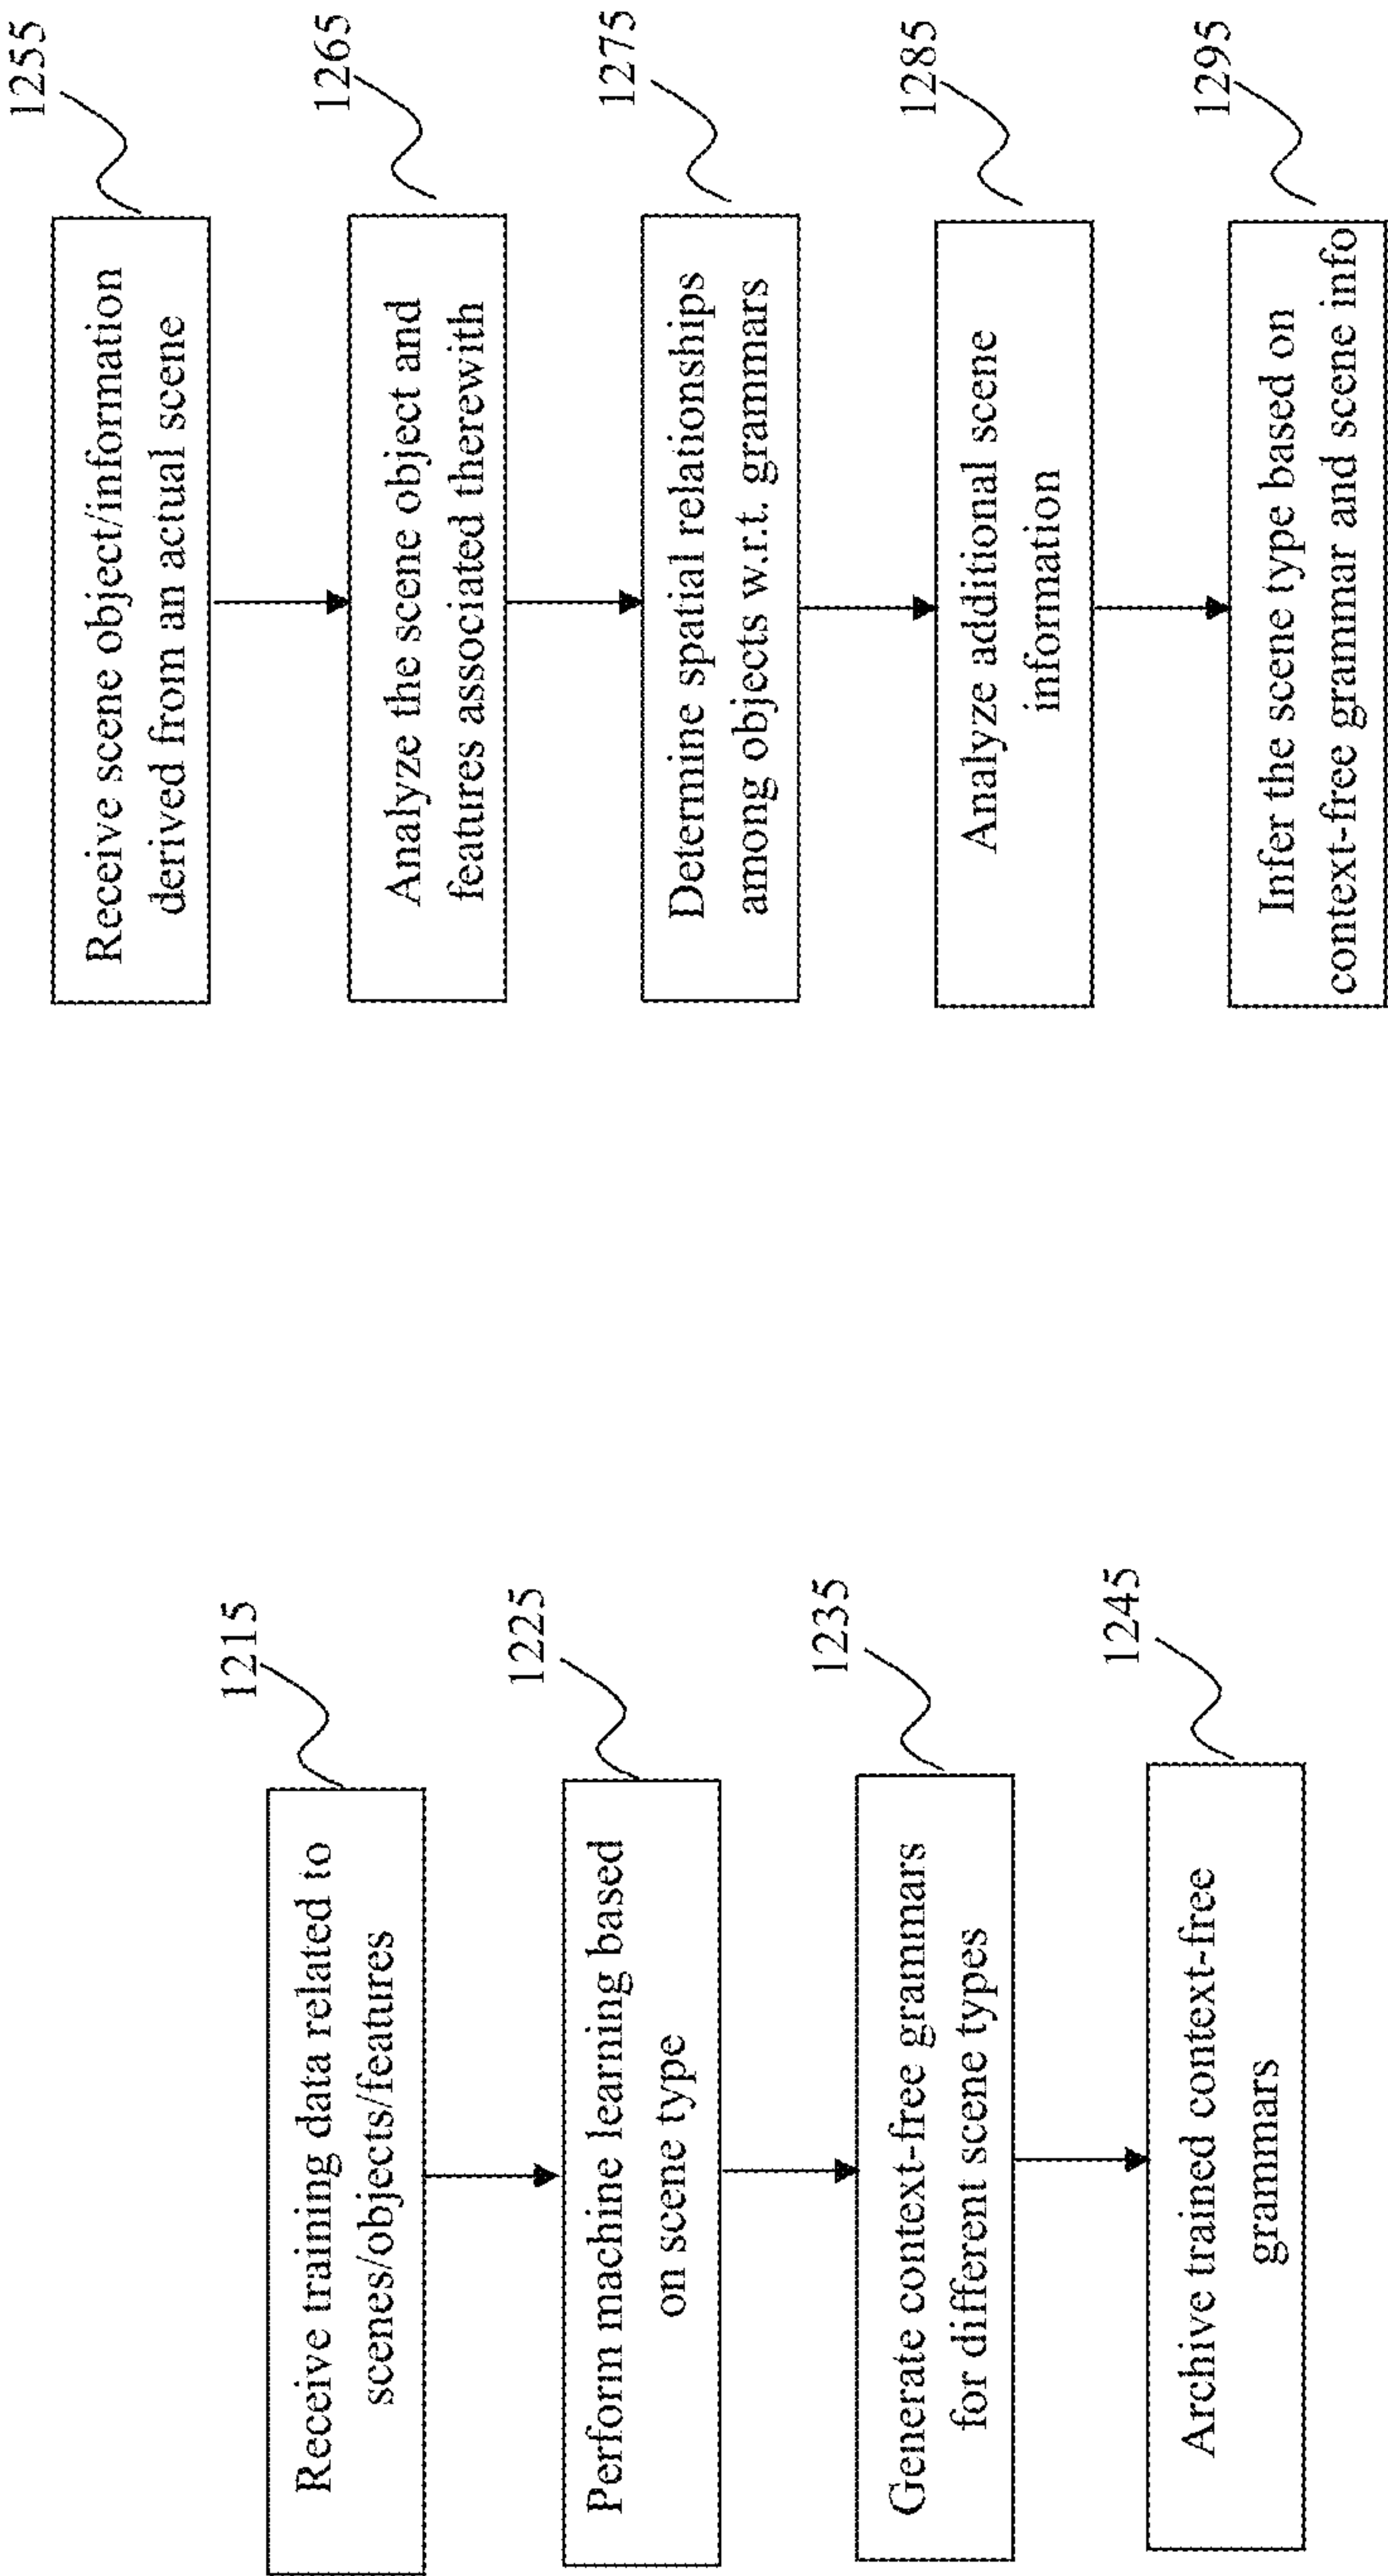 1215
Receive training data related to
scenes/objects/features
1225
Perform machine learning based
on scene type
1235
Generate context-free grammars
for different scene types
1245
Archive trained context-free
grammars
1255
Receive scene object/information
derived from an actual scene
1265
Analyze the scene object and
features associated therewith
1275
Determine spatial relationships
among objects w.r.t. grammars
1285
Analyze additional scene
information
1295
Infer the scene type based on
context-free grammar and scene info